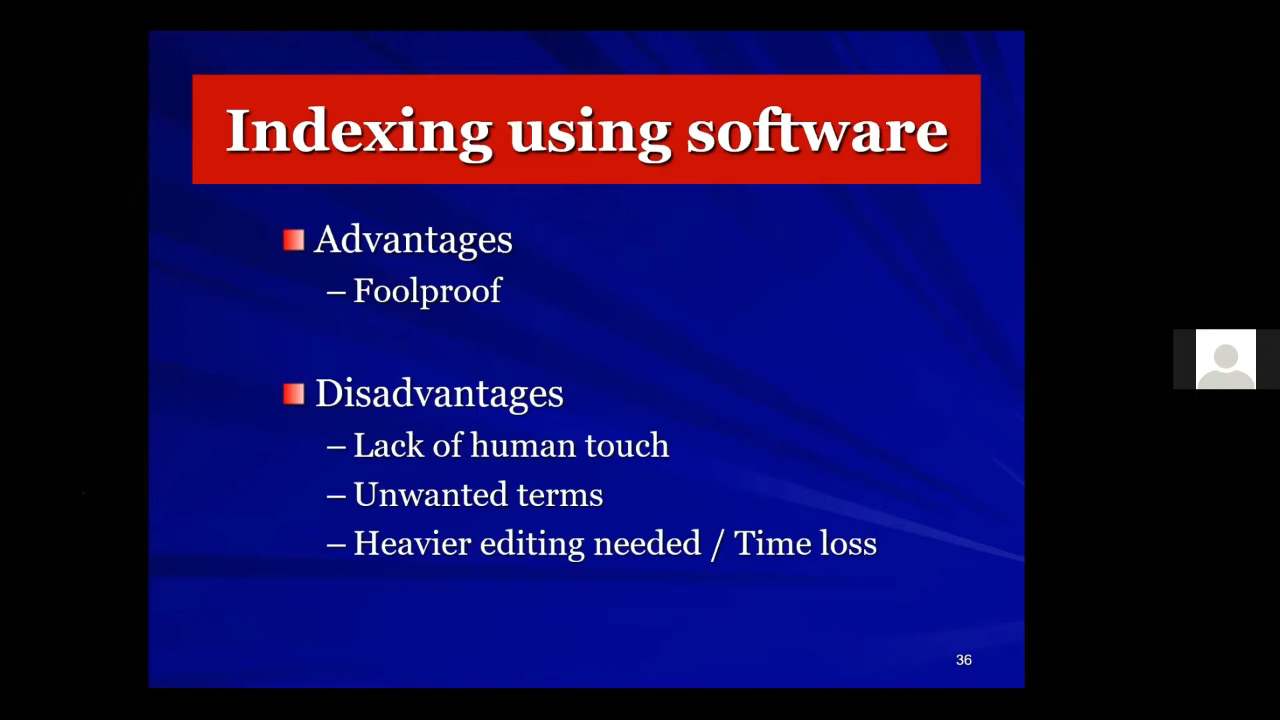 Indexing using software
Advantages
– Foolproof
Disadvantages
– Lack of human touch
– Unwanted terms
– Heavier editing needed / Time loss
36